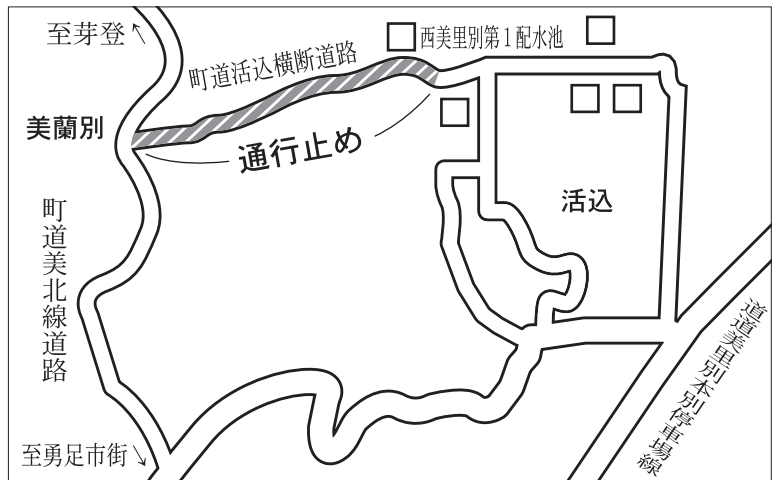 至芽登↖
西美里別第1配水池
町道活込横断道路
美蘭別
通行止め
活込
町道美北線道路
道道美里別本別停車場線
至勇足市街↘